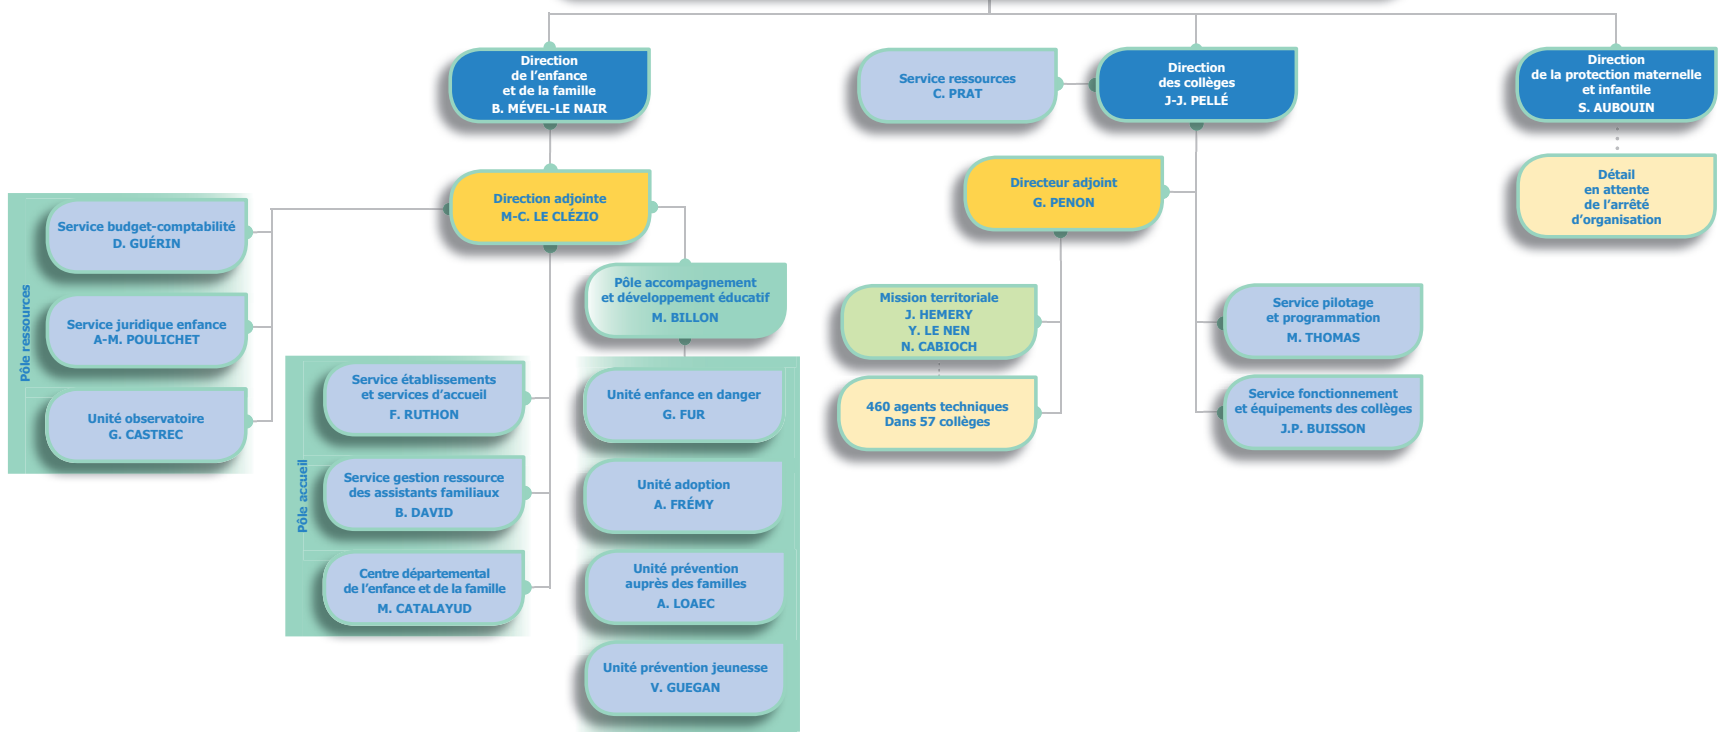 Direction
de l'enfance
et de la famille
B. MÉVEL-LE NAIR
Service ressources
C. PRAT
Direction
des collèges
J-J. PELLÉ
Direction
de la protection maternelle
et infantile
S. AUBOUIN
Direction adjointe
M-C. LE CLÉZIO
Directeur adjoint
G. PENON
Détail
en attente
de l'arrêté
d'organisation
Pôle ressources
Service budget-comptabilité
D. GUÉRIN
Service juridique enfance
A-M. POULICHET
Unité observatoire
G. CASTREC
Pôle accueil
Service établissements
et services d'accueil
F. RUTHON
Service gestion ressource
des assistants familiaux
B. DAVID
Centre départemental
de l'enfance et de la famille
M. CATALAYUD
Pôle accompagnement
et développement éducatif
M. BILLON
Unité enfance en danger
G. FUR
Unité adoption
A. FRÉMY
Unité prévention
auprès des familles
A. LOAEC
Unité prévention jeunesse
V. GUEGAN
Mission territoriale
J. HEMERY
Y. LE NEN
N. CABIOCH
460 agents techniques
Dans 57 collèges
Service pilotage
et programmation
M. THOMAS
Service fonctionnement
et équipements des collèges
J.P. BUISSON